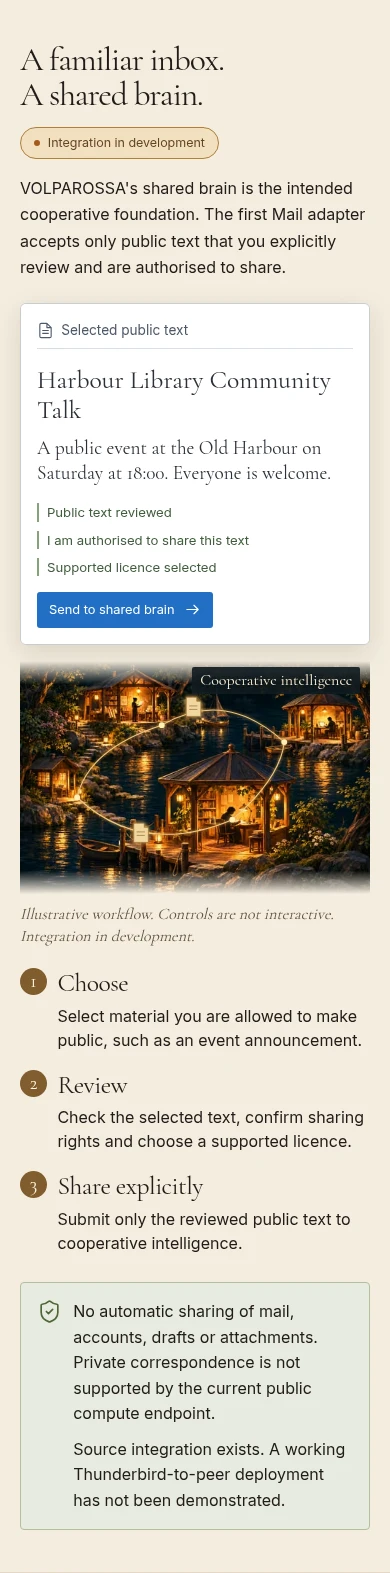 A familiar inbox.
A shared brain.
Integration in development
VOLPAROSSA's shared brain is the intended
cooperative foundation. The first Mail adapter
accepts only public text that you explicitly
review and are authorised to share.
Selected public text
Harbour Library Community
Talk
A public event at the Old Harbour on
Saturday at 18:00. Everyone is welcome.
Public text reviewed
I am authorised to share this text
Supported licence selected
Send to shared brain
Cooperative intelligence
Illustrative workflow. Controls are not interactive.
Integration in development.
1 Choose
Select material you are allowed to make
public, such as an event announcement.
2 Review
Check the selected text, confirm sharing
rights and choose a supported licence.
3 Share explicitly
Submit only the reviewed public text to
cooperative intelligence.
No automatic sharing of mail,
accounts, drafts or attachments.
Private correspondence is not
supported by the current public
compute endpoint.
Source integration exists. A working
Thunderbird-to-peer deployment
has not been demonstrated.